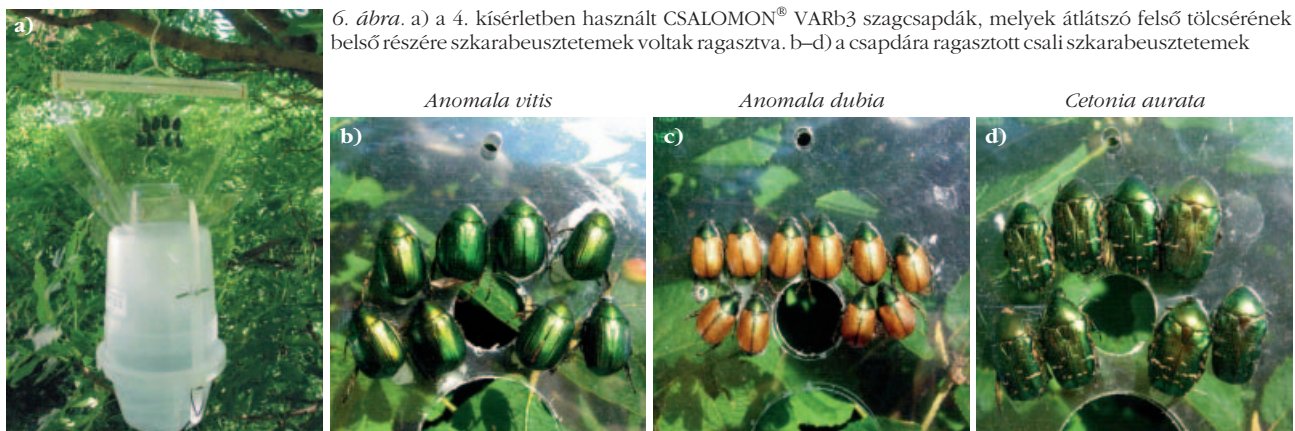 6. ábra. a) a 4. kísérletben használt CSALOMON® VARb3 szagcsapdák, melyek átlátszó felső tölcsérének
belső részére szkarabeusztetemek voltak ragasztva. b–d) a csapdára ragasztott csali szkarabeusztetemek
a)
Anomala vitis
Anomala dubia
Cetonia aurata
b)
c)
d)